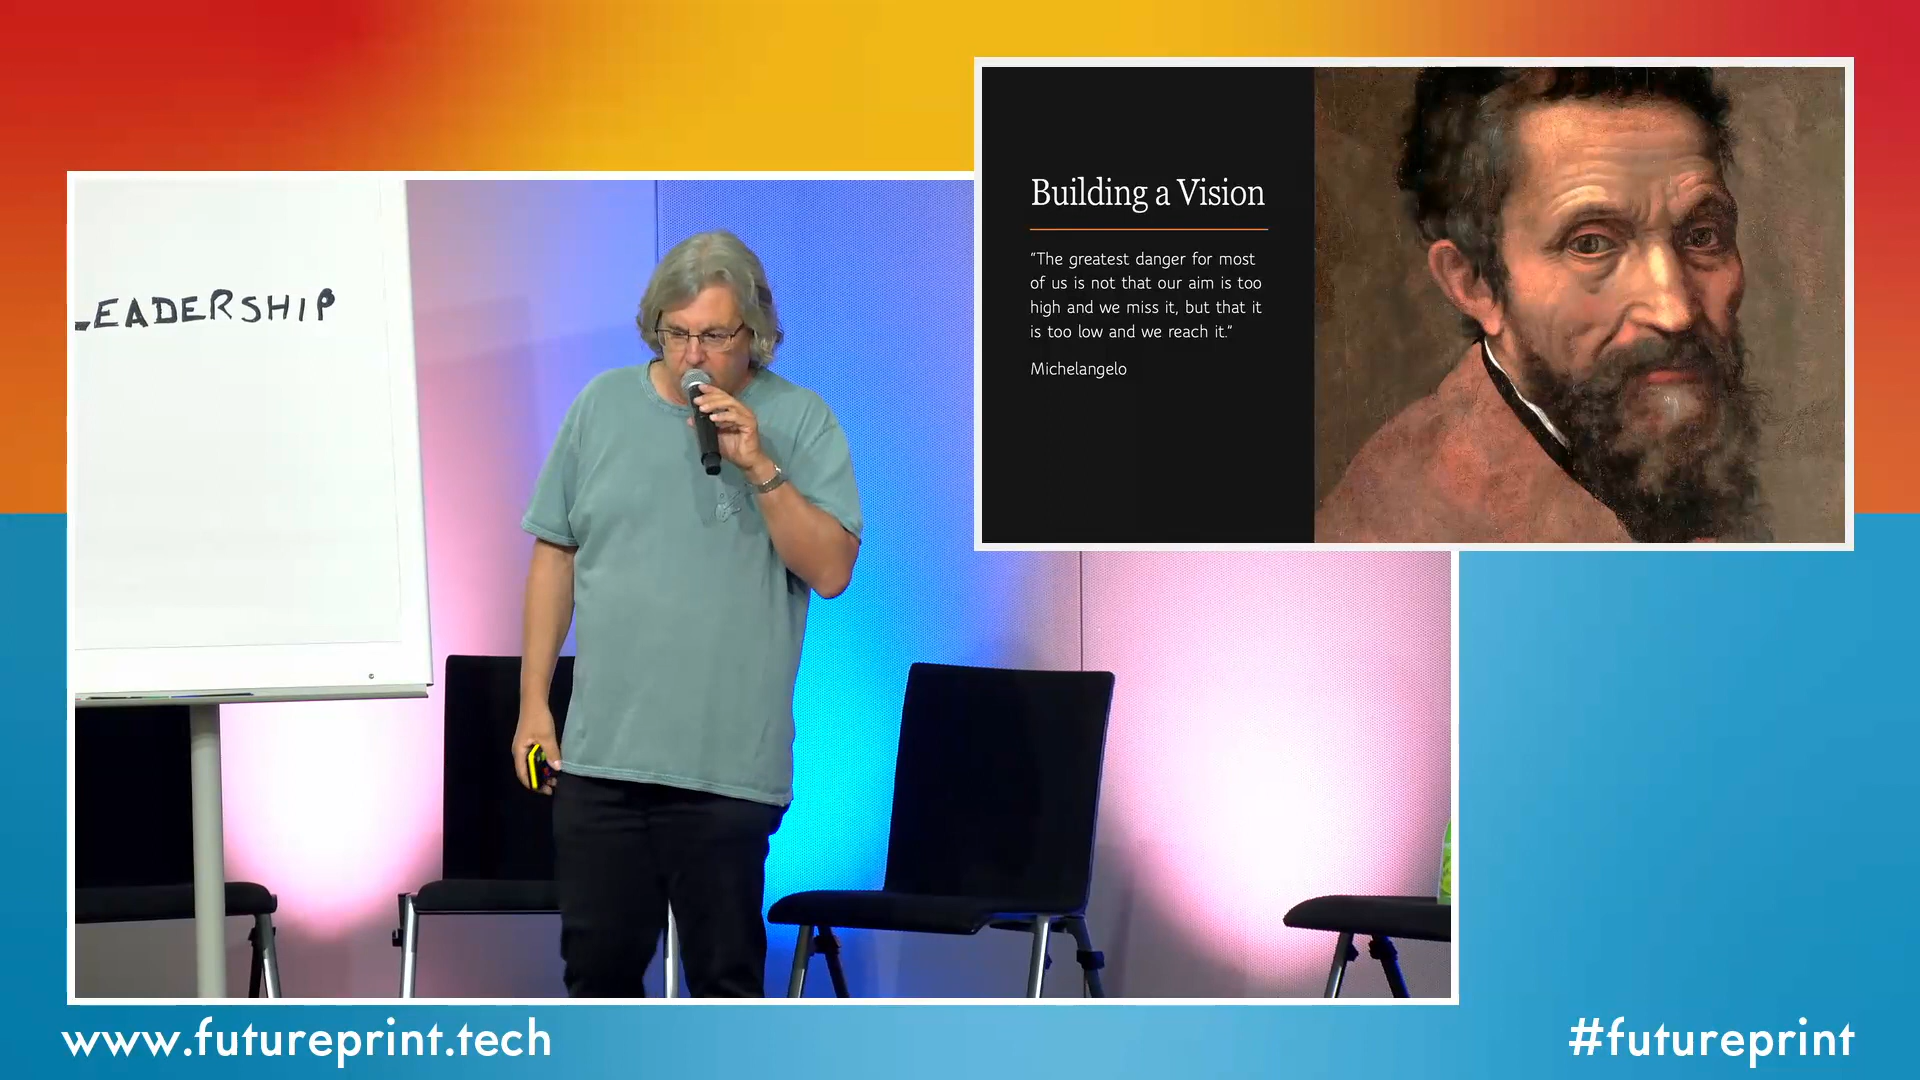 LEADERSHIP
Building a Vision
“The greatest danger for most
of us is not that our aim is too
high and we miss it, but that it
is too low and we reach it.”
Michelangelo
www.futureprint.tech
#futureprint